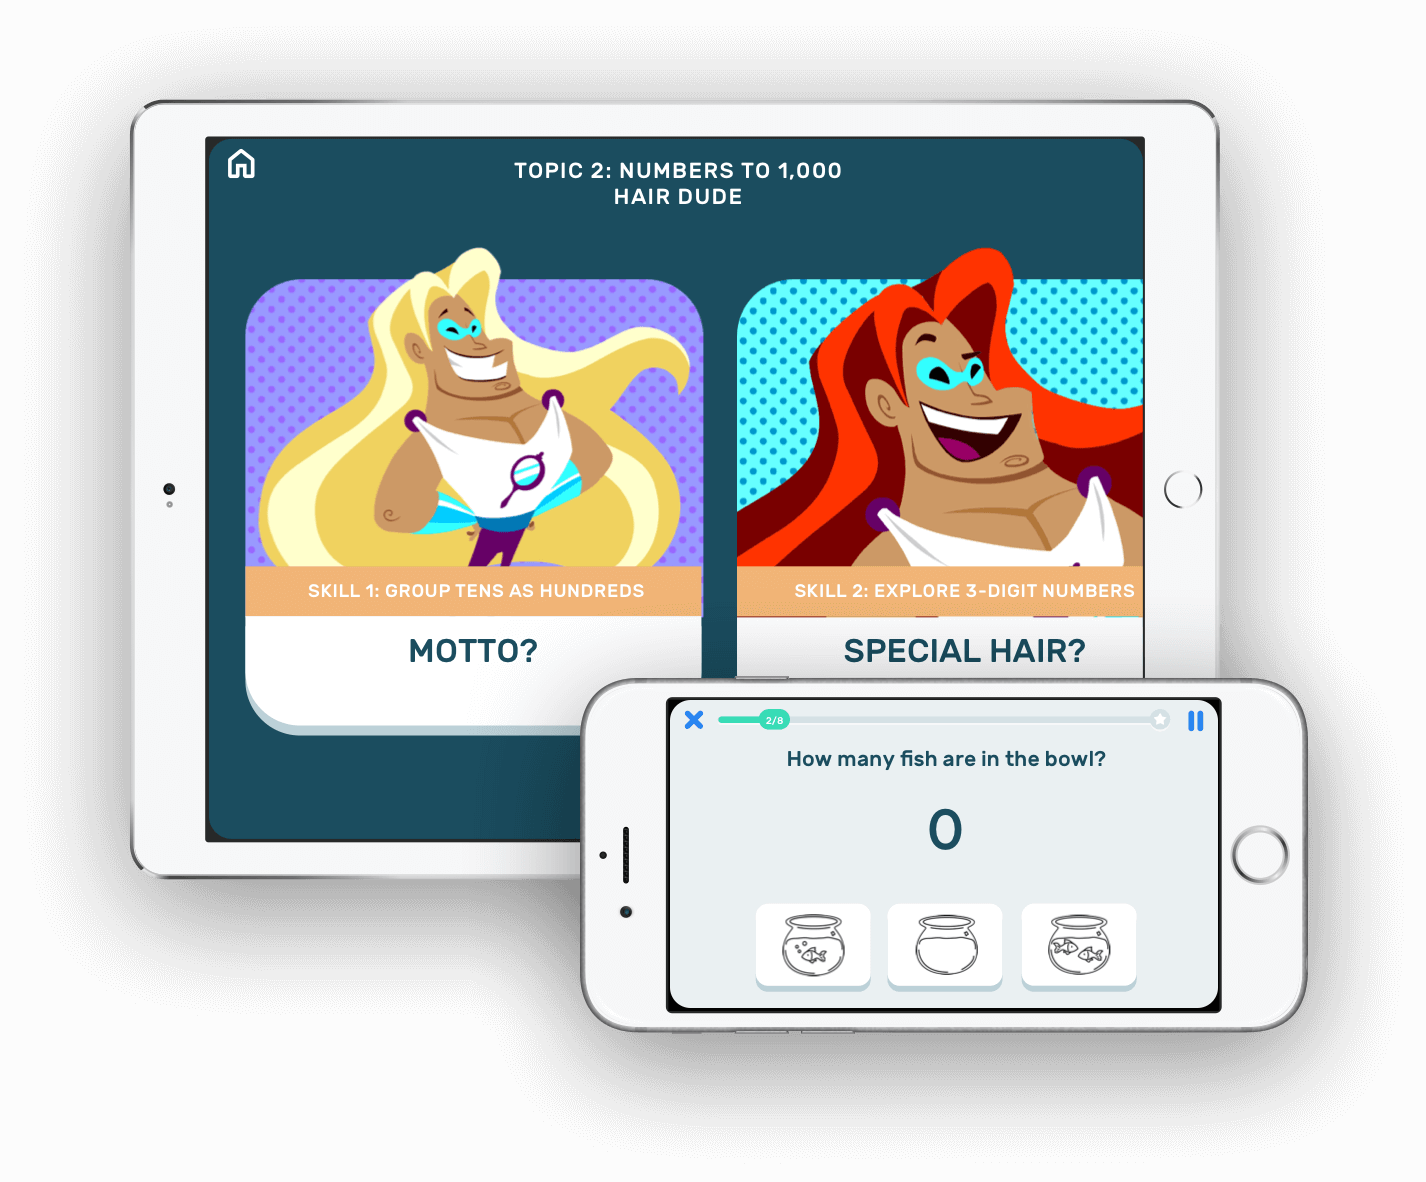 TOPIC 2: NUMBERS TO 1,000
HAIR DUDE
SKILL 1: GROUP TENS AS HUNDREDS
MOTTO?
SKILL 2: EXPLORE 3-DIGIT NUMBERS
SPECIAL HAIR?
2/8
How many fish are in the bowl?
0